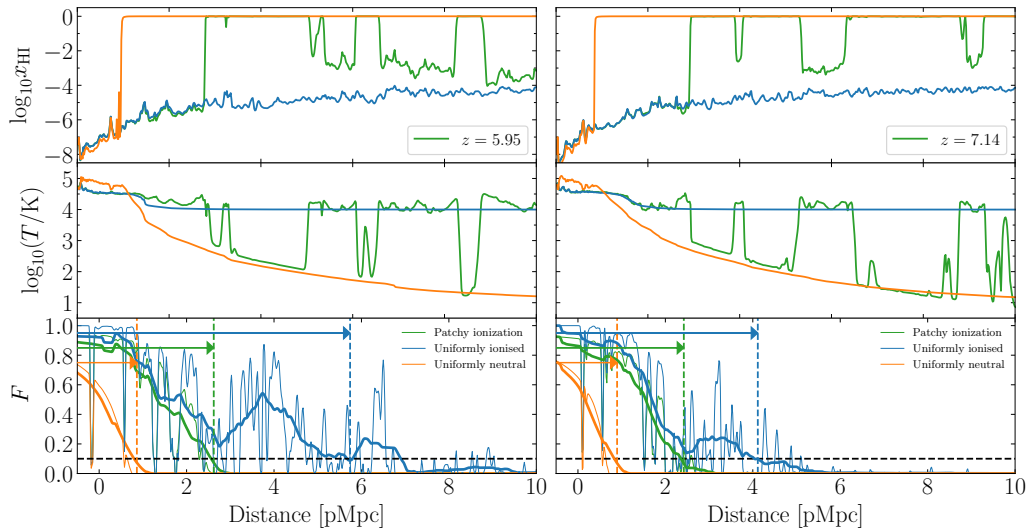 log₁₀x_HI
0
−2
−4
−6
−8
z = 5.95
z = 7.14
log₁₀(T/K)
5
4
3
2
1
F
1.0
0.8
0.6
0.4
0.2
0.0
Patchy ionization
Uniformly ionised
Uniformly neutral
Patchy ionization
Uniformly ionised
Uniformly neutral
0 2 4 6 8 10
0 2 4 6 8 10
Distance [pMpc]
Distance [pMpc]